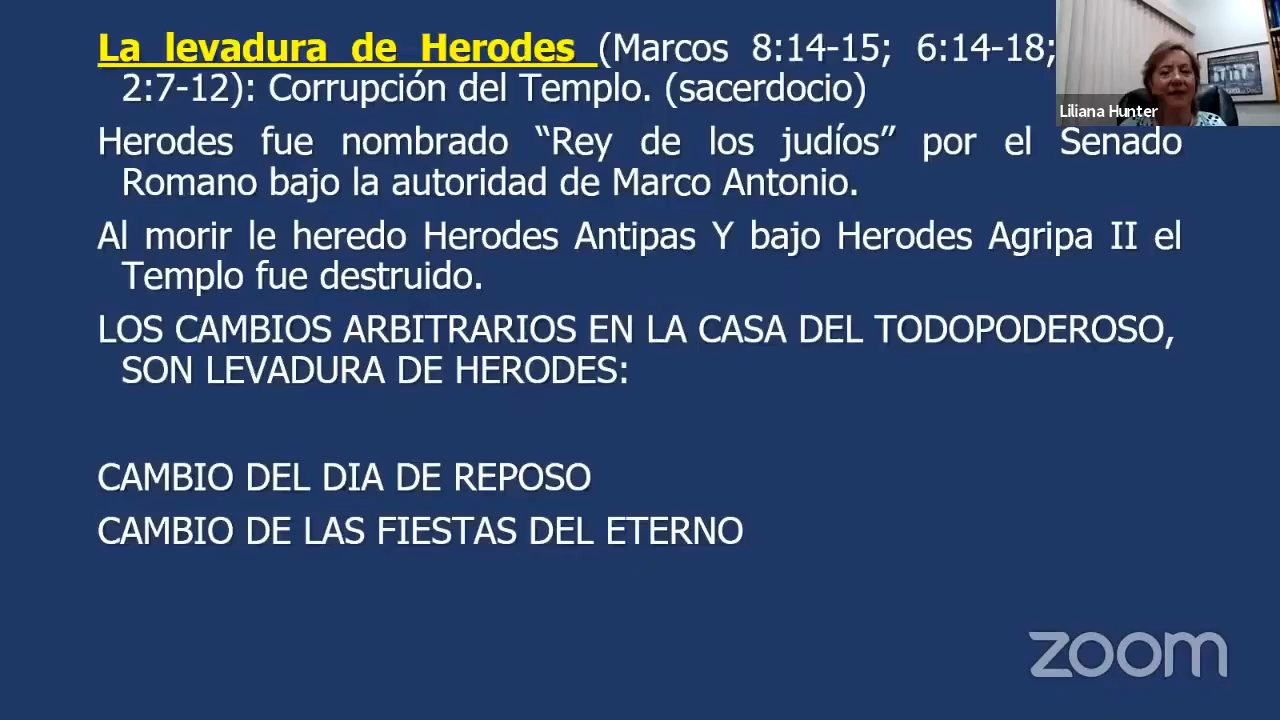 La levadura de Herodes (Marcos 8:14-15; 6:14-18;
2:7-12): Corrupción del Templo. (sacerdocio)
Liliana Hunter
Herodes fue nombrado “Rey de los judíos” por el Senado
Romano bajo la autoridad de Marco Antonio.
Al morir le heredo Herodes Antipas Y bajo Herodes Agripa II el
Templo fue destruido.
LOS CAMBIOS ARBITRARIOS EN LA CASA DEL TODOPODEROSO,
SON LEVADURA DE HERODES:
CAMBIO DEL DIA DE REPOSO
CAMBIO DE LAS FIESTAS DEL ETERNO
zoom